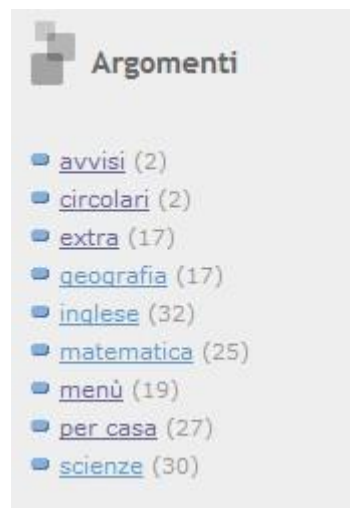 Argomenti
avvisi (2)
circolari (2)
extra (17)
geografia (17)
inglese (32)
matematica (25)
menù (19)
per casa (27)
scienze (30)